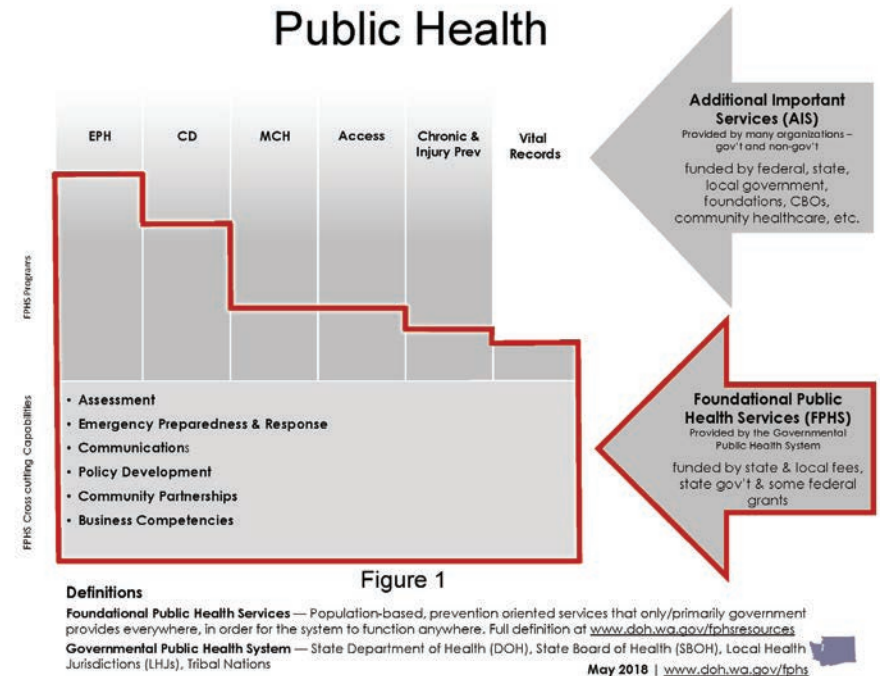 Public Health
EPH
CD
MCH
Access
Chronic &
Injury Prev
Vital
Records
Additional Important
Services (AIS)
Provided by many organizations –
gov't and non-gov't
funded by federal, state,
local government,
foundations, CBOs,
community healthcare, etc.
FPHS Programs
FPHS Cross cutting Capabilities
• Assessment
• Emergency Preparedness & Response
• Communications
• Policy Development
• Community Partnerships
• Business Competencies
Foundational Public
Health Services (FPHS)
Provided by the Governmental
Public Health System
funded by state & local fees,
state gov't & some federal
grants
Figure 1
Definitions
Foundational Public Health Services — Population-based, prevention oriented services that only/primarily government
provides everywhere, in order for the system to function anywhere. Full definition at www.doh.wa.gov/fphsresources
Governmental Public Health System — State Department of Health (DOH), State Board of Health (SBOH), Local Health
Jurisdictions (LHJs), Tribal Nations
May 2018 | www.doh.wa.gov/fphs